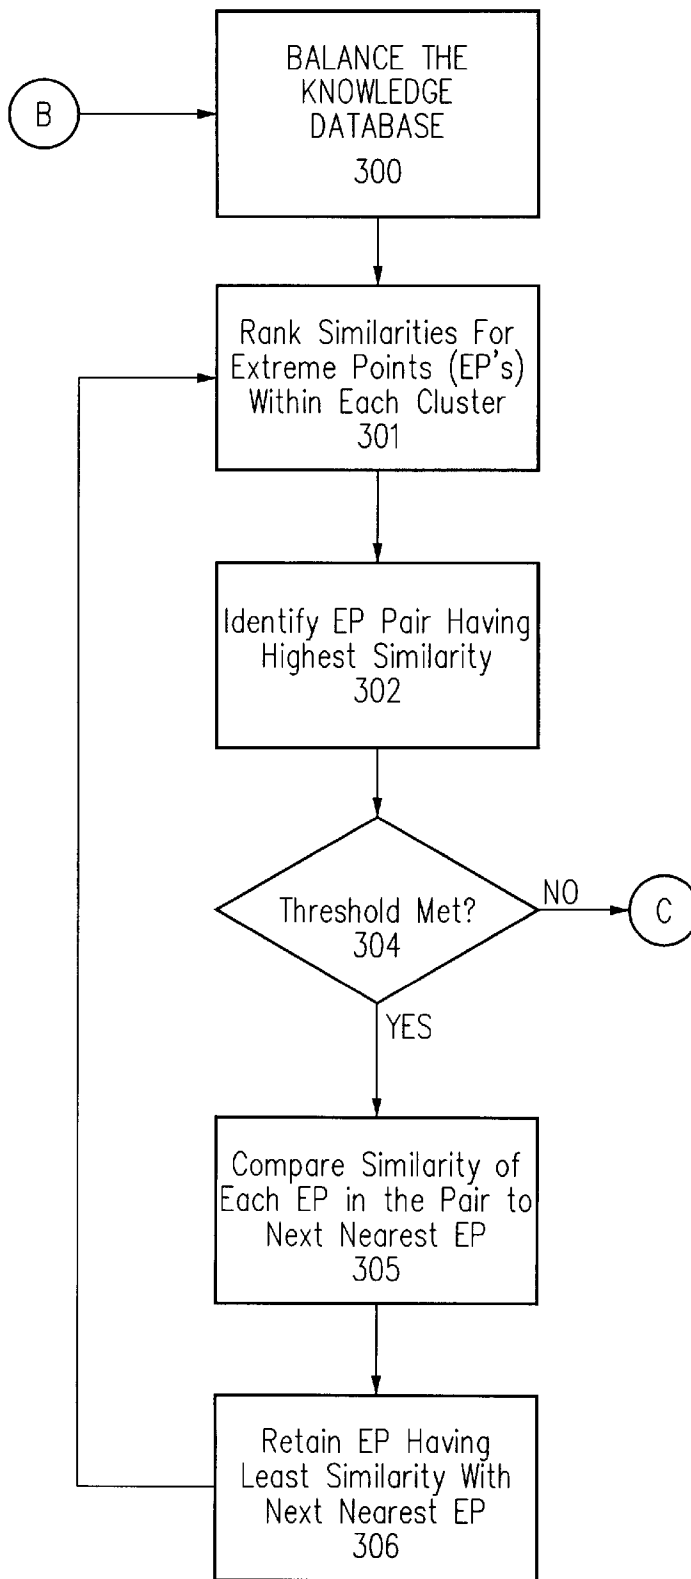 B
BALANCE THE
KNOWLEDGE
DATABASE
300
Rank Similarities For
Extreme Points (EP's)
Within Each Cluster
301
Identify EP Pair Having
Highest Similarity
302
Threshold Met?
304
NO
C
YES
Compare Similarity of
Each EP in the Pair to
Next Nearest EP
305
Retain EP Having
Least Similarity With
Next Nearest EP
306